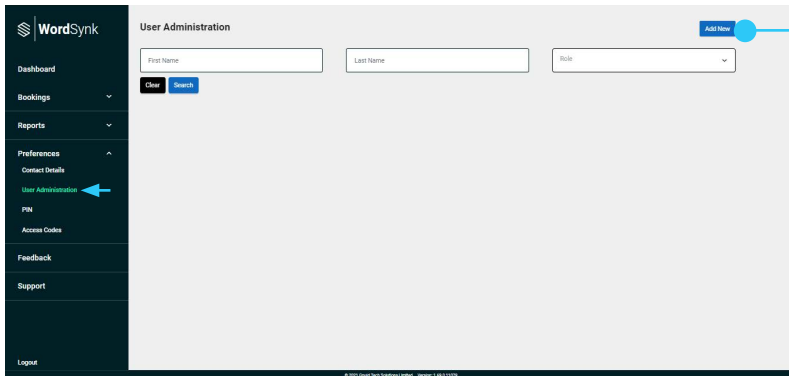 WordSynk
Dashboard
Bookings
Reports
Preferences
Contact Details
User Administration
PIN
Access Codes
Feedback
Support
Logout
User Administration
Add New
First Name
Last Name
Role
Clear
Search